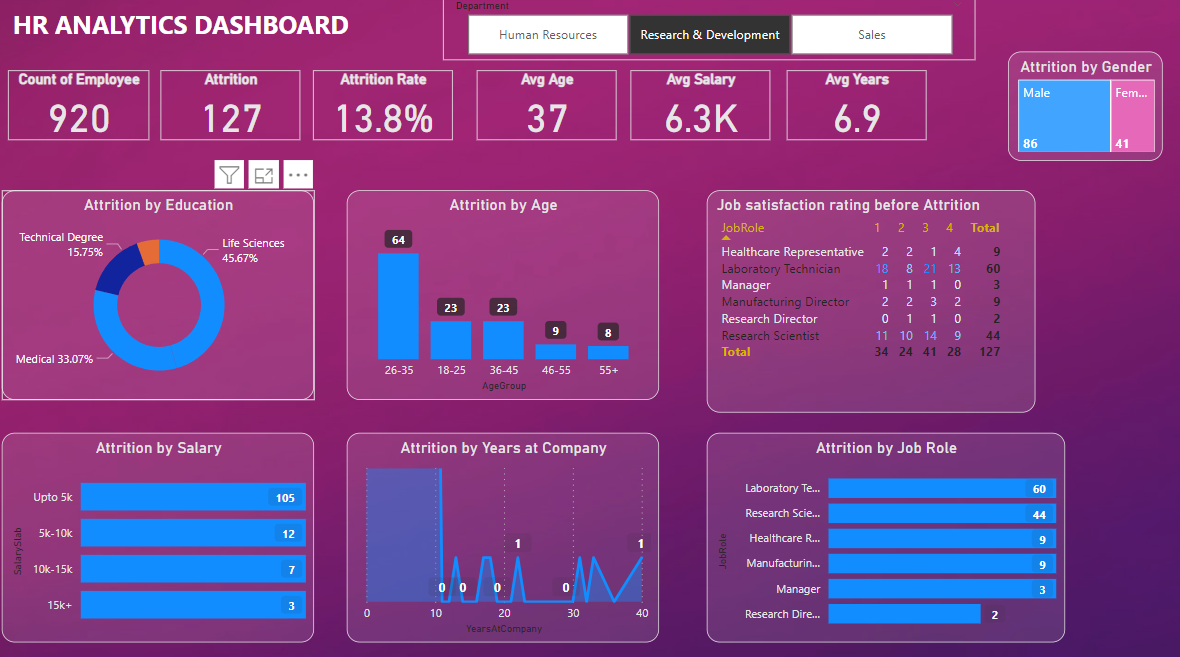 Department
HR ANALYTICS DASHBOARD
Human Resources
Research & Development
Sales
Count of Employee
920
Attrition
127
Attrition Rate
13.8%
Avg Age
37
Avg Salary
6.3K
Avg Years
6.9
Attrition by Gender
Male
Fem...
86
41
Attrition by Education
Technical Degree
15.75%
Life Sciences
45.67%
Medical 33.07%
Attrition by Age
64
23
23
9
8
26-35 18-25 36-45 46-55 55+
AgeGroup
Job satisfaction rating before Attrition
JobRole 1 2 3 4 Total
Healthcare Representative 2 2 1 4 9
Laboratory Technician 18 8 21 13 60
Manager 1 1 1 0 3
Manufacturing Director 2 2 3 2 9
Research Director 0 1 1 0 2
Research Scientist 11 10 14 9 44
Total 34 24 41 28 127
Attrition by Salary
SalarySlab
Upto 5k 105
5k-10k 12
10k-15k 7
15k+ 3
Attrition by Years at Company
1 1
0 0 0 0
0 10 20 30 40
YearsAtCompany
Attrition by Job Role
JobRole
Laboratory Te... 60
Research Scie... 44
Healthcare R... 9
Manufacturin... 9
Manager 3
Research Dire... 2